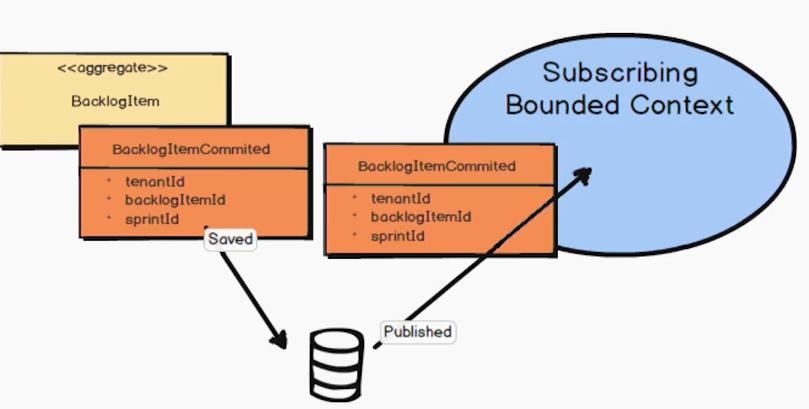 <<aggregate>>
BacklogItem
BacklogItemCommited
• tenantId
• backlogItemId
• sprintId
Saved
BacklogItemCommited
• tenantId
• backlogItemId
• sprintId
Published
Subscribing
Bounded Context